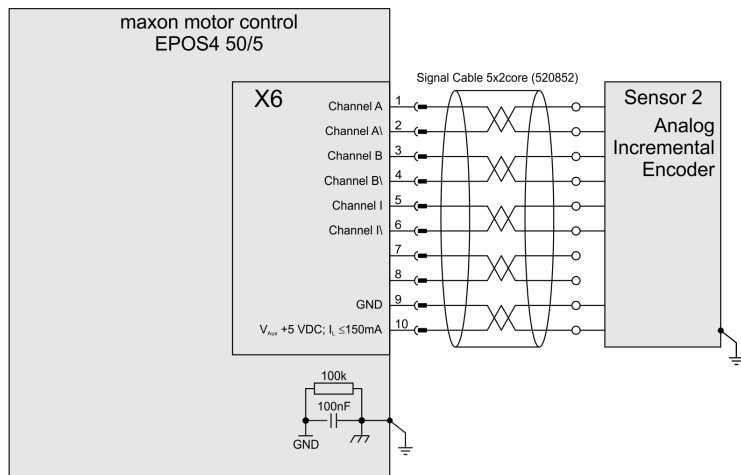 maxon motor control
EPOS4 50/5
Signal Cable 5x2core (520852)
X6
Sensor 2
Analog
Incremental
Encoder
Channel A 1
Channel A\ 2
Channel B 3
Channel B\ 4
Channel I 5
Channel I\ 6
7
8
GND 9
V_Aux +5 VDC; I_L ≤150mA 10
100k
100nF
GND